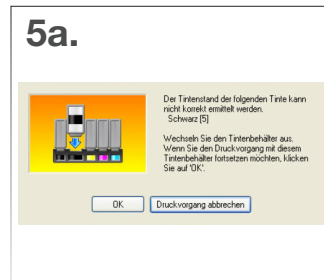 5a.
Der Tintenstand der folgenden Tinte kann
nicht korrekt ermittelt werden.
Schwarz [5]
Wechseln Sie den Tintenbehälter aus.
Wenn Sie den Druckvorgang mit diesem
Tintenbehälter fortsetzen möchten, klicken
Sie auf 'OK'.
OK
Druckvorgang abbrechen